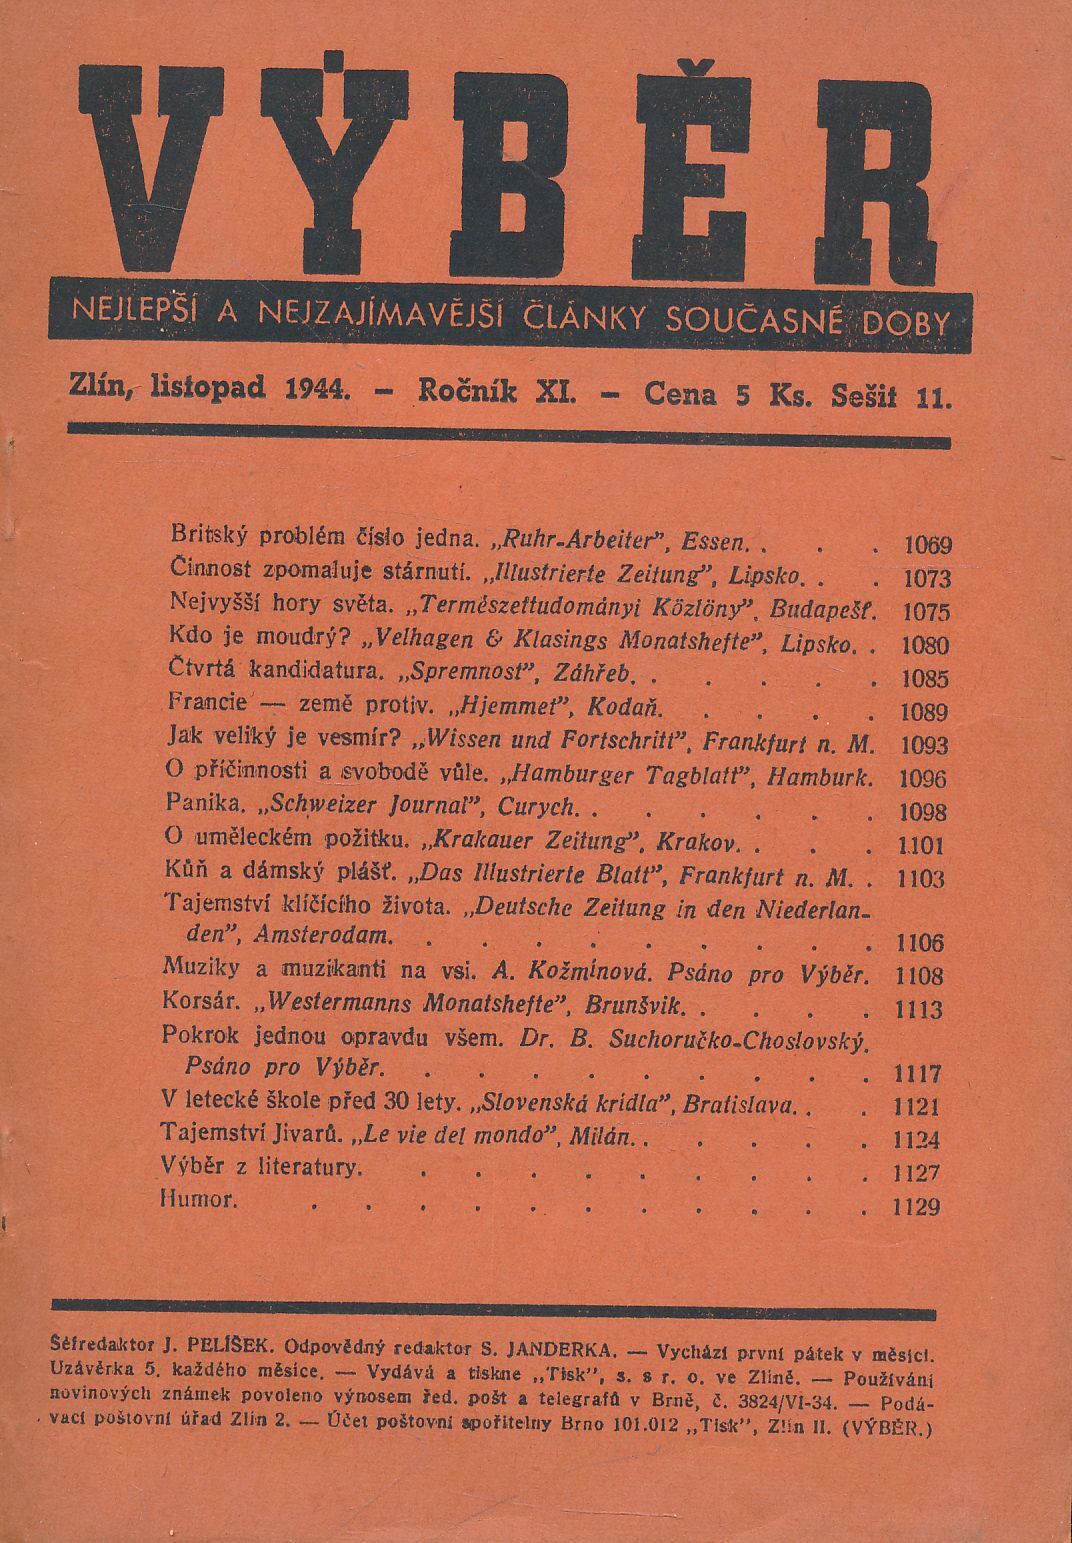 VÝBĚR
NEJLEPŠÍ A NEJZAJÍMAVĚJŠÍ ČLÁNKY SOUČASNÉ DOBY
Zlín, listopad 1944. — Ročník XI. — Cena 5 Ks. Sešit 11.
Britský problém číslo jedna. „Ruhr-Arbeiter”, Essen. . . . 1069
Činnost zpomaluje stárnutí. „Illustrierte Zeitung”, Lipsko. . . 1073
Nejvyšší hory světa. „Természettudományi Közlöny”. Budapešť. 1075
Kdo je moudrý? „Velhagen & Klasings Monatshefte”, Lipsko. . 1080
Čtvrtá kandidatura. „Spremnost”, Záhřeb. . . . . . 1085
Francie — země protiv. „Hjemmet”, Kodaň. . . . . 1089
Jak veliký je vesmír? „Wissen und Fortschritt”, Frankfurt n. M. 1093
O příčinnosti a svobodě vůle. „Hamburger Tagblatt”, Hamburk. 1096
Panika. „Schweizer Journal”, Curych. . . . . . . 1098
O uměleckém požitku. „Krakauer Zeitung”, Krakov. . . . 1101
Kůň a dámský plášť. „Das Illustrierte Blatt”, Frankfurt n. M. . 1103
Tajemství klíčícího života. „Deutsche Zeitung in den Niederlan-
den”, Amsterodam. . . . . . . . . . 1106
Muziky a muzikanti na vsi. A. Kožmínová. Psáno pro Výběr. 1108
Korsár. „Westermanns Monatshefte”, Brunšvik. . . . . 1113
Pokrok jednou opravdu všem. Dr. B. Suchoručko-Choslovský.
Psáno pro Výběr. . . . . . . . . . 1117
V letecké škole před 30 lety. „Slovenská krídla”, Bratislava. . . 1121
Tajemství Jivarů. „Le vie del mondo”, Milán. . . . . . 1124
Výběr z literatury. . . . . . . . . . 1127
Humor. . . . . . . . . . . . 1129
Šéfredaktor J. PELÍŠEK. Odpovědný redaktor S. JANDERKA. — Vychází první pátek v měsíci.
Uzávěrka 5. každého měsíce. — Vydává a tiskne „Tisk”, s. s r. o. ve Zlíně. — Používání
novinových známek povoleno výnosem řed. pošt a telegrafů v Brně, č. 3824/VI-34. — Podá-
vací poštovní úřad Zlín 2. — Účet poštovní spořitelny Brno 101.012 „Tisk”, Zlín II. (VÝBĚR.)